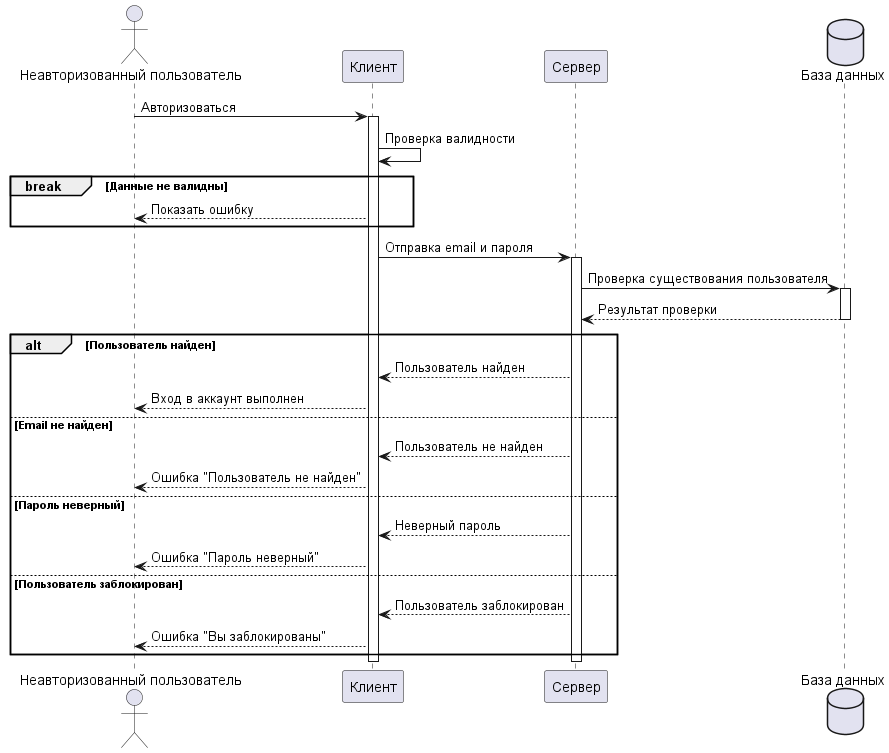 Неавторизованный пользователь
Клиент
Сервер
База данных
Авторизоваться
Проверка валидности
break
[Данные не валидны]
Показать ошибку
Отправка email и пароля
Проверка существования пользователя
Результат проверки
alt
[Пользователь найден]
Пользователь найден
Вход в аккаунт выполнен
[Email не найден]
Пользователь не найден
Ошибка "Пользователь не найден"
[Пароль неверный]
Неверный пароль
Ошибка "Пароль неверный"
[Пользователь заблокирован]
Пользователь заблокирован
Ошибка "Вы заблокированы"
Неавторизованный пользователь
Клиент
Сервер
База данных